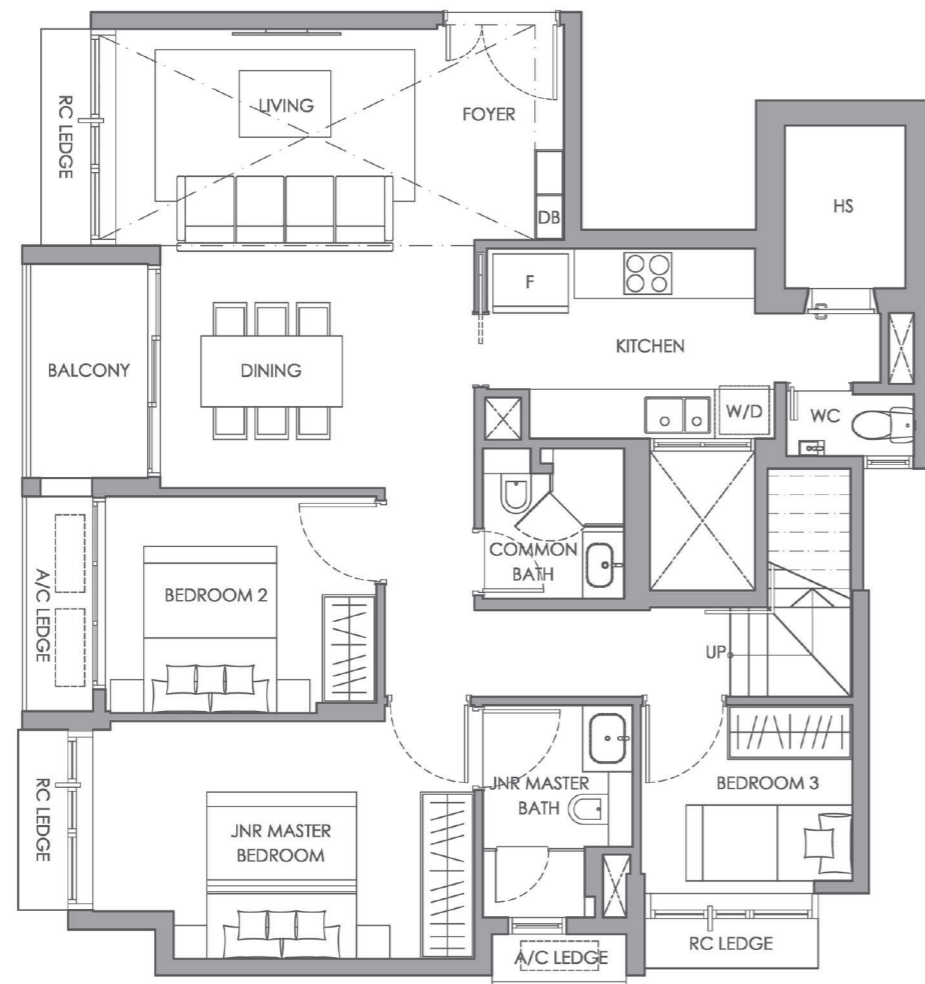 RC LEDGE
LIVING
FOYER
DB
HS
F
KITCHEN
BALCONY
DINING
W/D
WC
COMMON
BATH
A/C LEDGE
BEDROOM 2
UP
RC LEDGE
JNR MASTER
BATH
BEDROOM 3
JNR MASTER
BEDROOM
A/C LEDGE
RC LEDGE